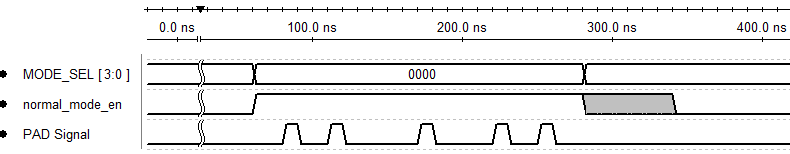 0.0 ns 100.0 ns 200.0 ns 300.0 ns 400.0 ns
MODE_SEL [ 3:0 ] 0000
normal_mode_en
PAD Signal